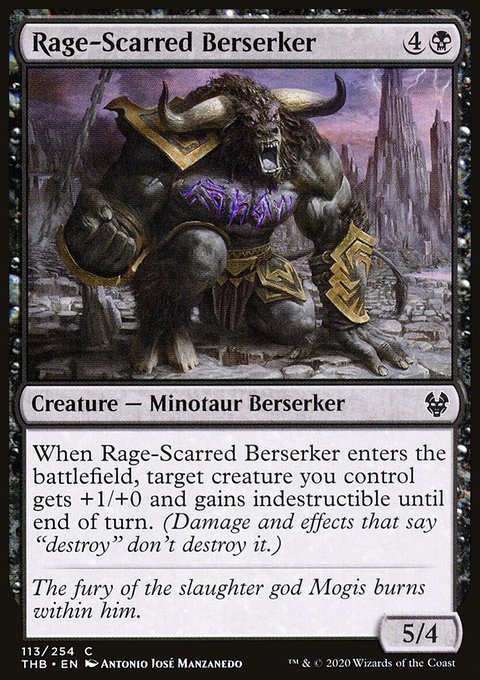 Rage-Scarred Berserker 4
Creature — Minotaur Berserker
When Rage-Scarred Berserker enters the
battlefield, target creature you control
gets +1/+0 and gains indestructible until
end of turn. (Damage and effects that say
"destroy" don't destroy it.)
The fury of the slaughter god Mogis burns
within him.
5/4
113/254 C
THB • EN Antonio José Manzanedo
™ & © 2020 Wizards of the Coast